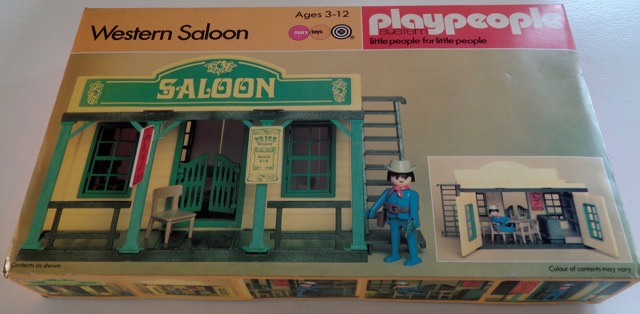 Western Saloon
Ages 3-12
marx toys
playpeople
system
little people for little people
SALOON
Contents as shown
Colour of contents may vary